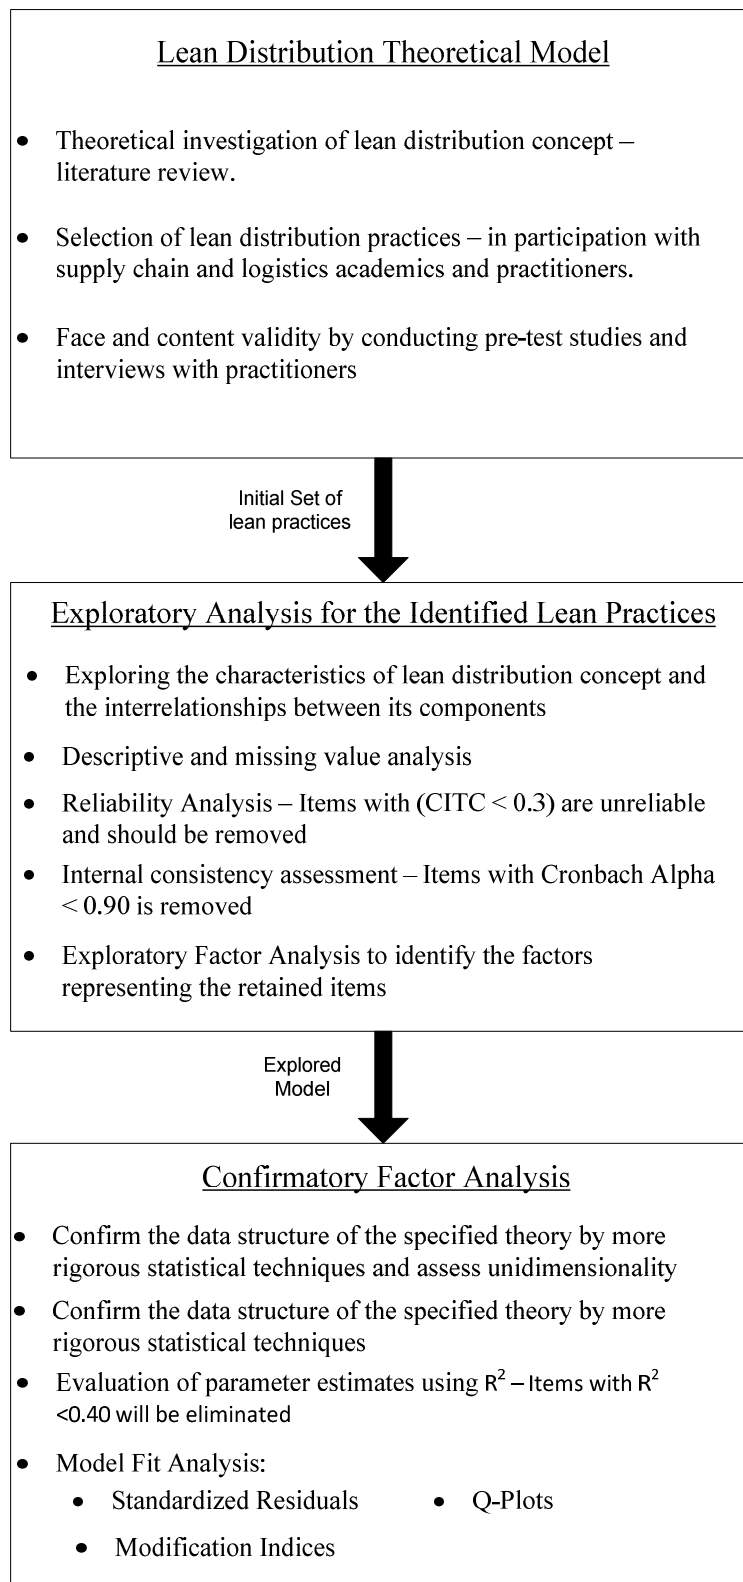 Lean Distribution Theoretical Model
• Theoretical investigation of lean distribution concept –
literature review.
• Selection of lean distribution practices – in participation with
supply chain and logistics academics and practitioners.
• Face and content validity by conducting pre-test studies and
interviews with practitioners
Initial Set of
lean practices
Exploratory Analysis for the Identified Lean Practices
• Exploring the characteristics of lean distribution concept and
the interrelationships between its components
• Descriptive and missing value analysis
• Reliability Analysis – Items with (CITC < 0.3) are unreliable
and should be removed
• Internal consistency assessment – Items with Cronbach Alpha
< 0.90 is removed
• Exploratory Factor Analysis to identify the factors
representing the retained items
Explored
Model
Confirmatory Factor Analysis
• Confirm the data structure of the specified theory by more
rigorous statistical techniques and assess unidimensionality
• Confirm the data structure of the specified theory by more
rigorous statistical techniques
• Evaluation of parameter estimates using R² – Items with R²
<0.40 will be eliminated
• Model Fit Analysis:
• Standardized Residuals • Q-Plots
• Modification Indices